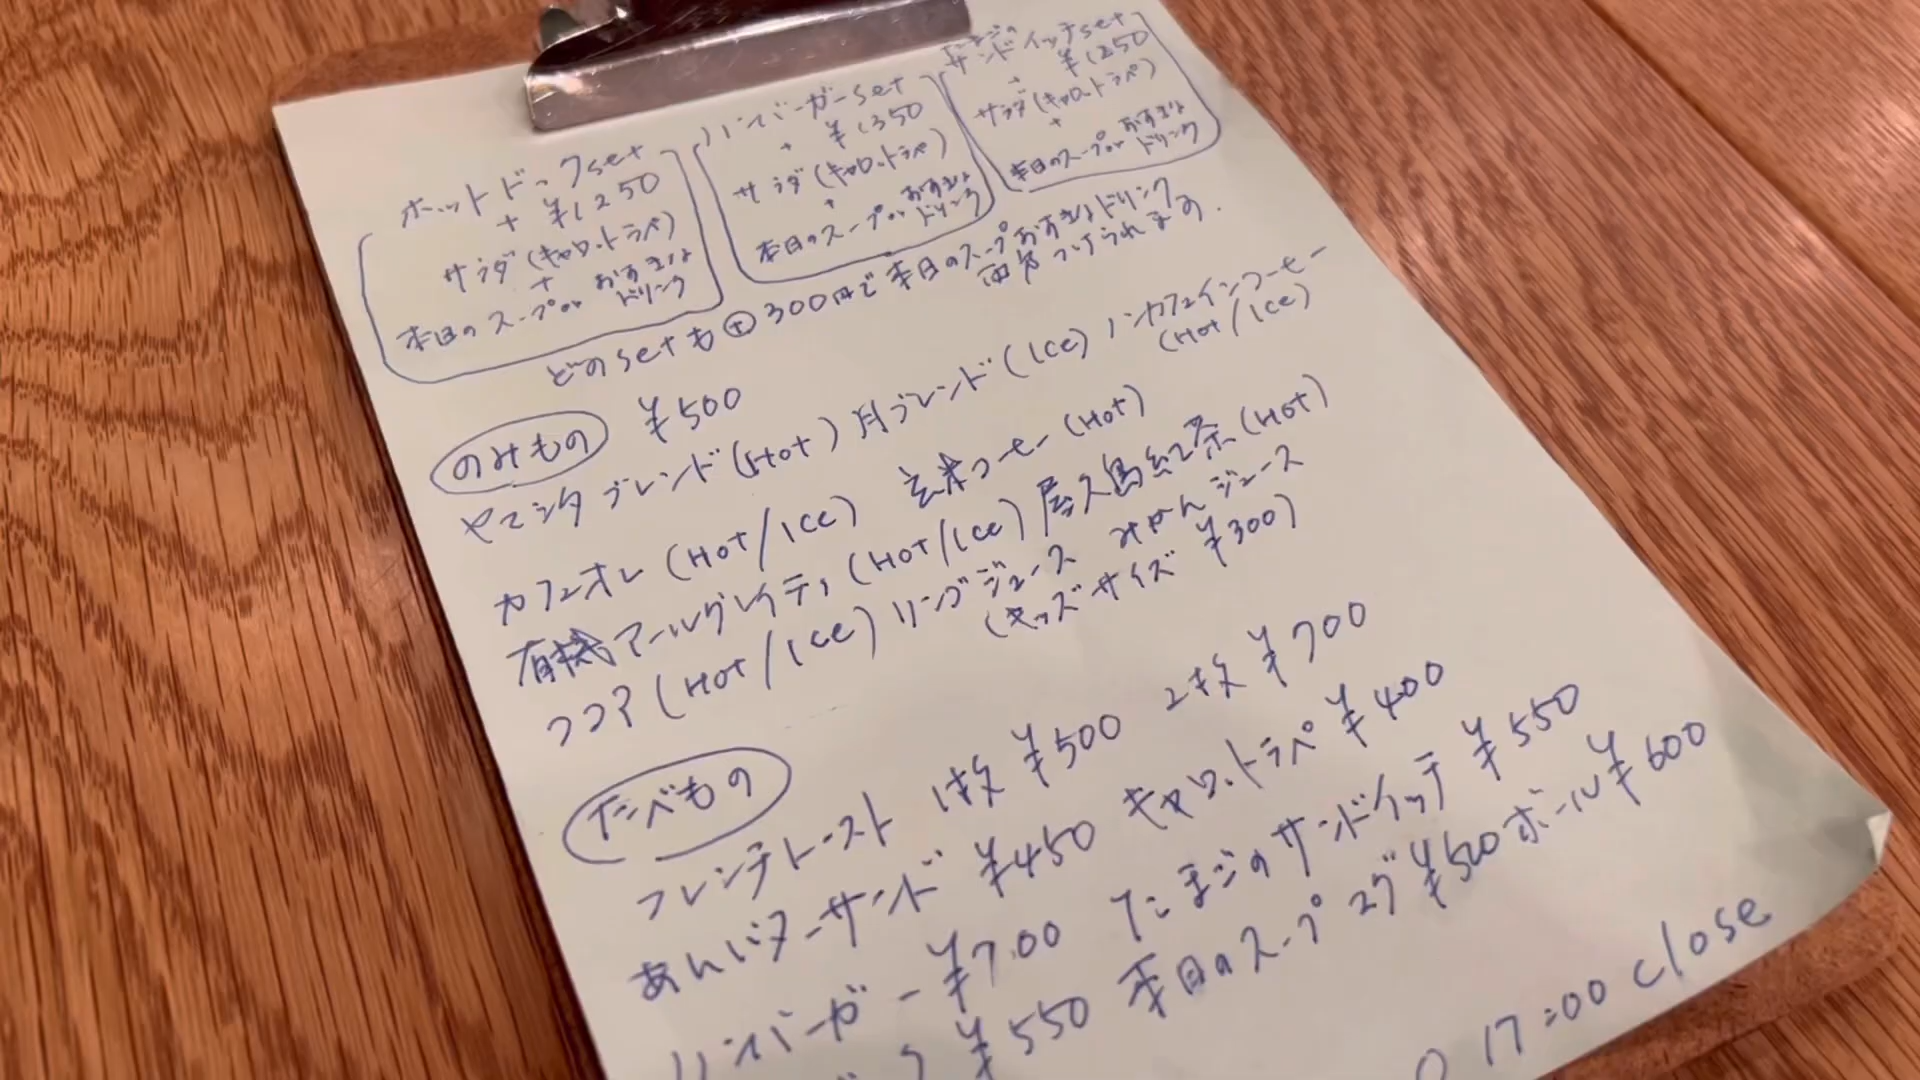 ホットドッグset
+ ¥1250
サラダ(キャロットラペ)
+
本日のスープor おすきなドリンク
ハンバーガーset
+ ¥1350
サラダ(キャロットラペ)
+
本日のスープor おすきなドリンク
たまごのサンドイッチset
+ ¥1250
サラダ(キャロットラペ)
+
本日のスープor おすきなドリンク
どのsetも⊕300円で本日のスープおすきなドリンク
両方つけられます.
のみもの ¥500
ヤマシタブレンド(Hot) 月ブレンド(Ice) ノンカフェインコーヒー
(Hot/Ice)
カフェオレ(Hot/Ice) 玄米コーヒー(Hot)
有機アールグレイティ(Hot/Ice) 屋久島紅茶(Hot)
ココア(Hot/Ice) リンゴジュース みかんジュース
(キッズサイズ ¥300)
たべもの
フレンチトースト 1枚 ¥500 2枚 ¥700
あんバターサンド ¥450 キャロットラペ ¥400
ハンバーガー ¥700 たまごのサンドイッチ ¥550
¥550 本日のスープ マグ¥500 ボール¥600
17:00 close